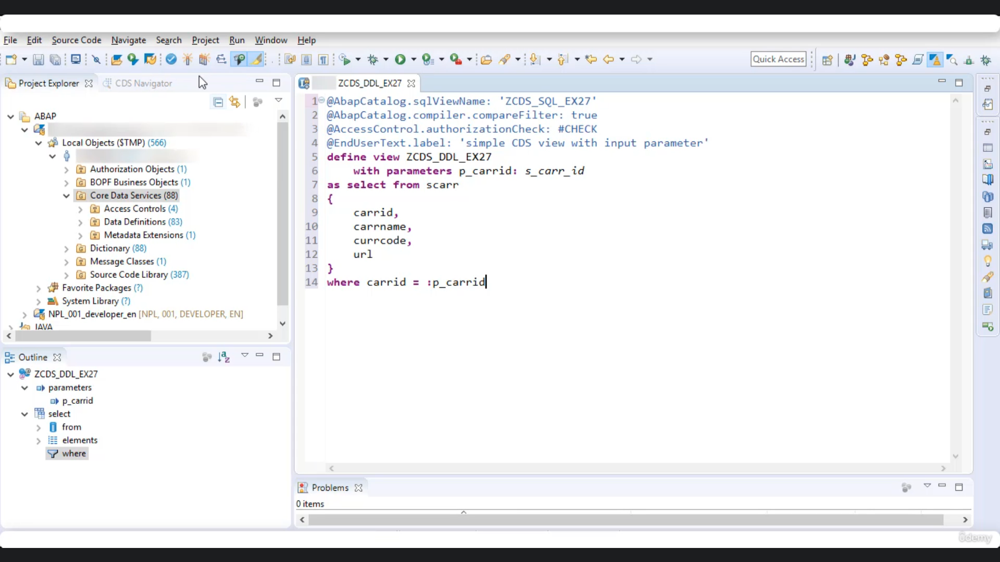 File Edit Source Code Navigate Search Project Run Window Help
Quick Access
Project Explorer CDS Navigator
ABAP
Local Objects ($TMP) (566)
Authorization Objects (1)
BOPF Business Objects (1)
Core Data Services (88)
Access Controls (4)
Data Definitions (83)
Metadata Extensions (1)
Dictionary (88)
Message Classes (1)
Source Code Library (387)
Favorite Packages (?)
System Library (?)
NPL_001_developer_en [NPL, 001, DEVELOPER, EN]
JAVA
Outline
ZCDS_DDL_EX27
parameters
p_carrid
select
from
elements
where
ZCDS_DDL_EX27
1 @AbapCatalog.sqlViewName: 'ZCDS_SQL_EX27'
2 @AbapCatalog.compiler.compareFilter: true
3 @AccessControl.authorizationCheck: #CHECK
4 @EndUserText.label: 'simple CDS view with input parameter'
5 define view ZCDS_DDL_EX27
6 with parameters p_carrid: s_carr_id
7 as select from scarr
8 {
9 carrid,
10 carrname,
11 currcode,
12 url
13 }
14 where carrid = :p_carrid
Problems
0 items
ûdemy